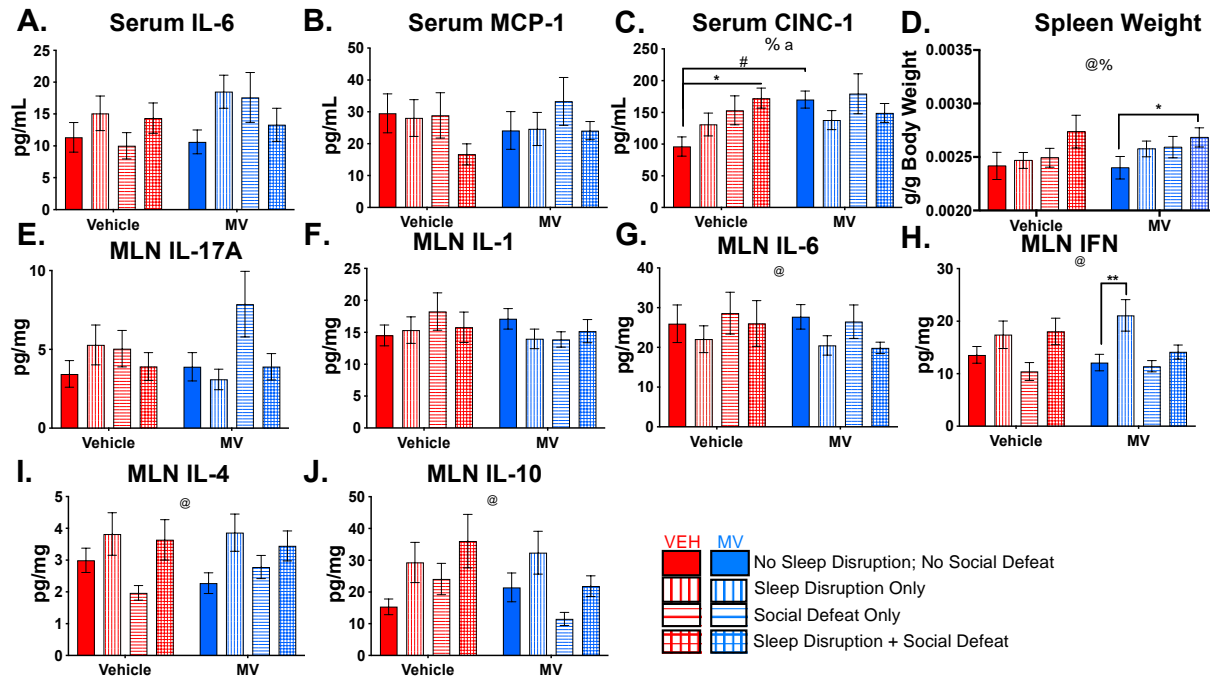 A. Serum IL-6
pg/mL
25
20
15
10
5
0
Vehicle MV
B. Serum MCP-1
50
40
30
20
10
0
Vehicle MV
C. Serum CINC-1
% a
#
*
pg/mL
250
200
150
100
50
0
Vehicle MV
D. Spleen Weight
@%
*
g/g Body Weight
0.0035
0.0030
0.0025
0.0020
Vehicle MV
E. MLN IL-17A
pg/mg
10
5
0
Vehicle MV
F. MLN IL-1
pg/mg
25
20
15
10
5
0
Vehicle MV
G. MLN IL-6
@
pg/mg
40
30
20
10
0
Vehicle MV
H. MLN IFN
@
**
pg/mg
30
20
10
0
Vehicle MV
I. MLN IL-4
@
pg/mg
5
4
3
2
1
0
Vehicle MV
J. MLN IL-10
@
pg/mg
50
40
30
20
10
0
Vehicle MV
VEH MV
No Sleep Disruption; No Social Defeat
Sleep Disruption Only
Social Defeat Only
Sleep Disruption + Social Defeat